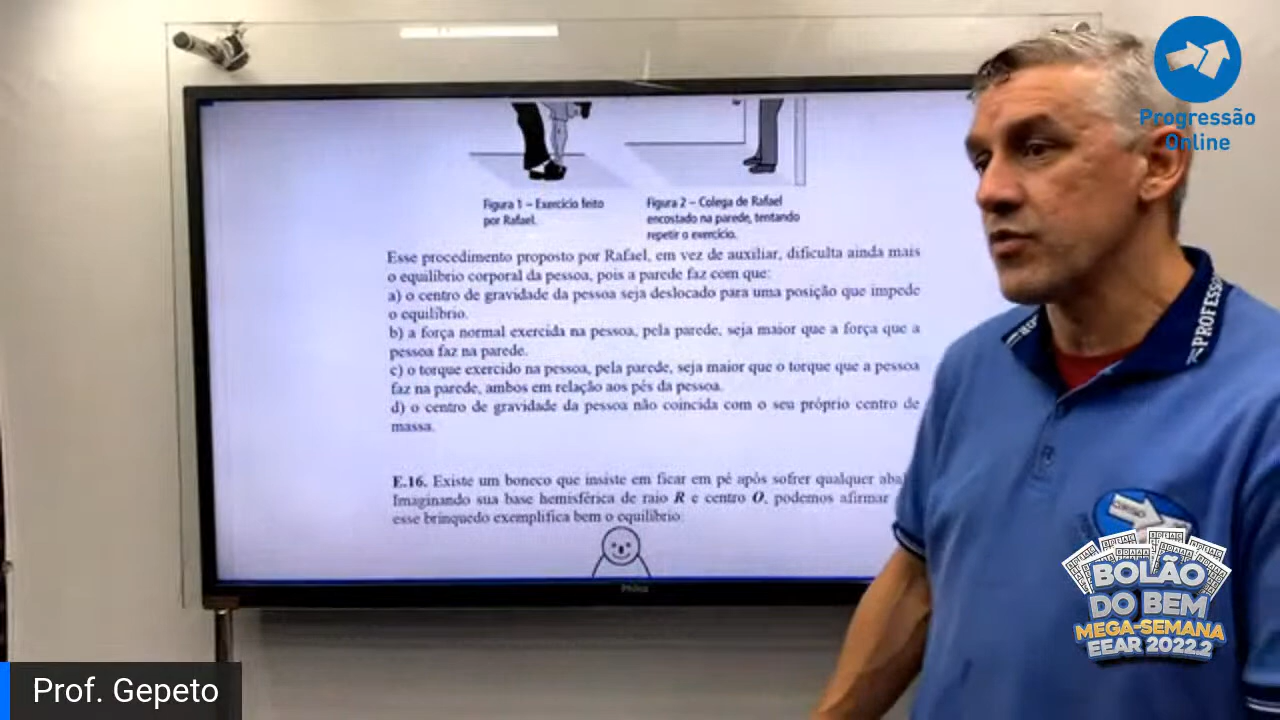 Progressão
Online
Figura 1 – Exercício feito
por Rafael.
Figura 2 – Colega de Rafael
encostado na parede, tentando
repetir o exercício.
Esse procedimento proposto por Rafael, em vez de auxiliar, dificulta ainda mais
o equilíbrio corporal da pessoa, pois a parede faz com que:
a) o centro de gravidade da pessoa seja deslocado para uma posição que impede
o equilíbrio.
b) a força normal exercida na pessoa, pela parede, seja maior que a força que a
pessoa faz na parede.
c) o torque exercido na pessoa, pela parede, seja maior que o torque que a pessoa
faz na parede, ambos em relação aos pés da pessoa.
d) o centro de gravidade da pessoa não coincida com o seu próprio centro de
massa.
E.16. Existe um boneco que insiste em ficar em pé após sofrer qualquer
Imaginando sua base hemisférica de raio R e centro O, podemos afirmar
esse brinquedo exemplifica bem o equilíbrio:
Philco
PROFESSO
BOLÃO
DO BEM
MEGA-SEMANA
EEAR 2022.2
Prof. Gepeto